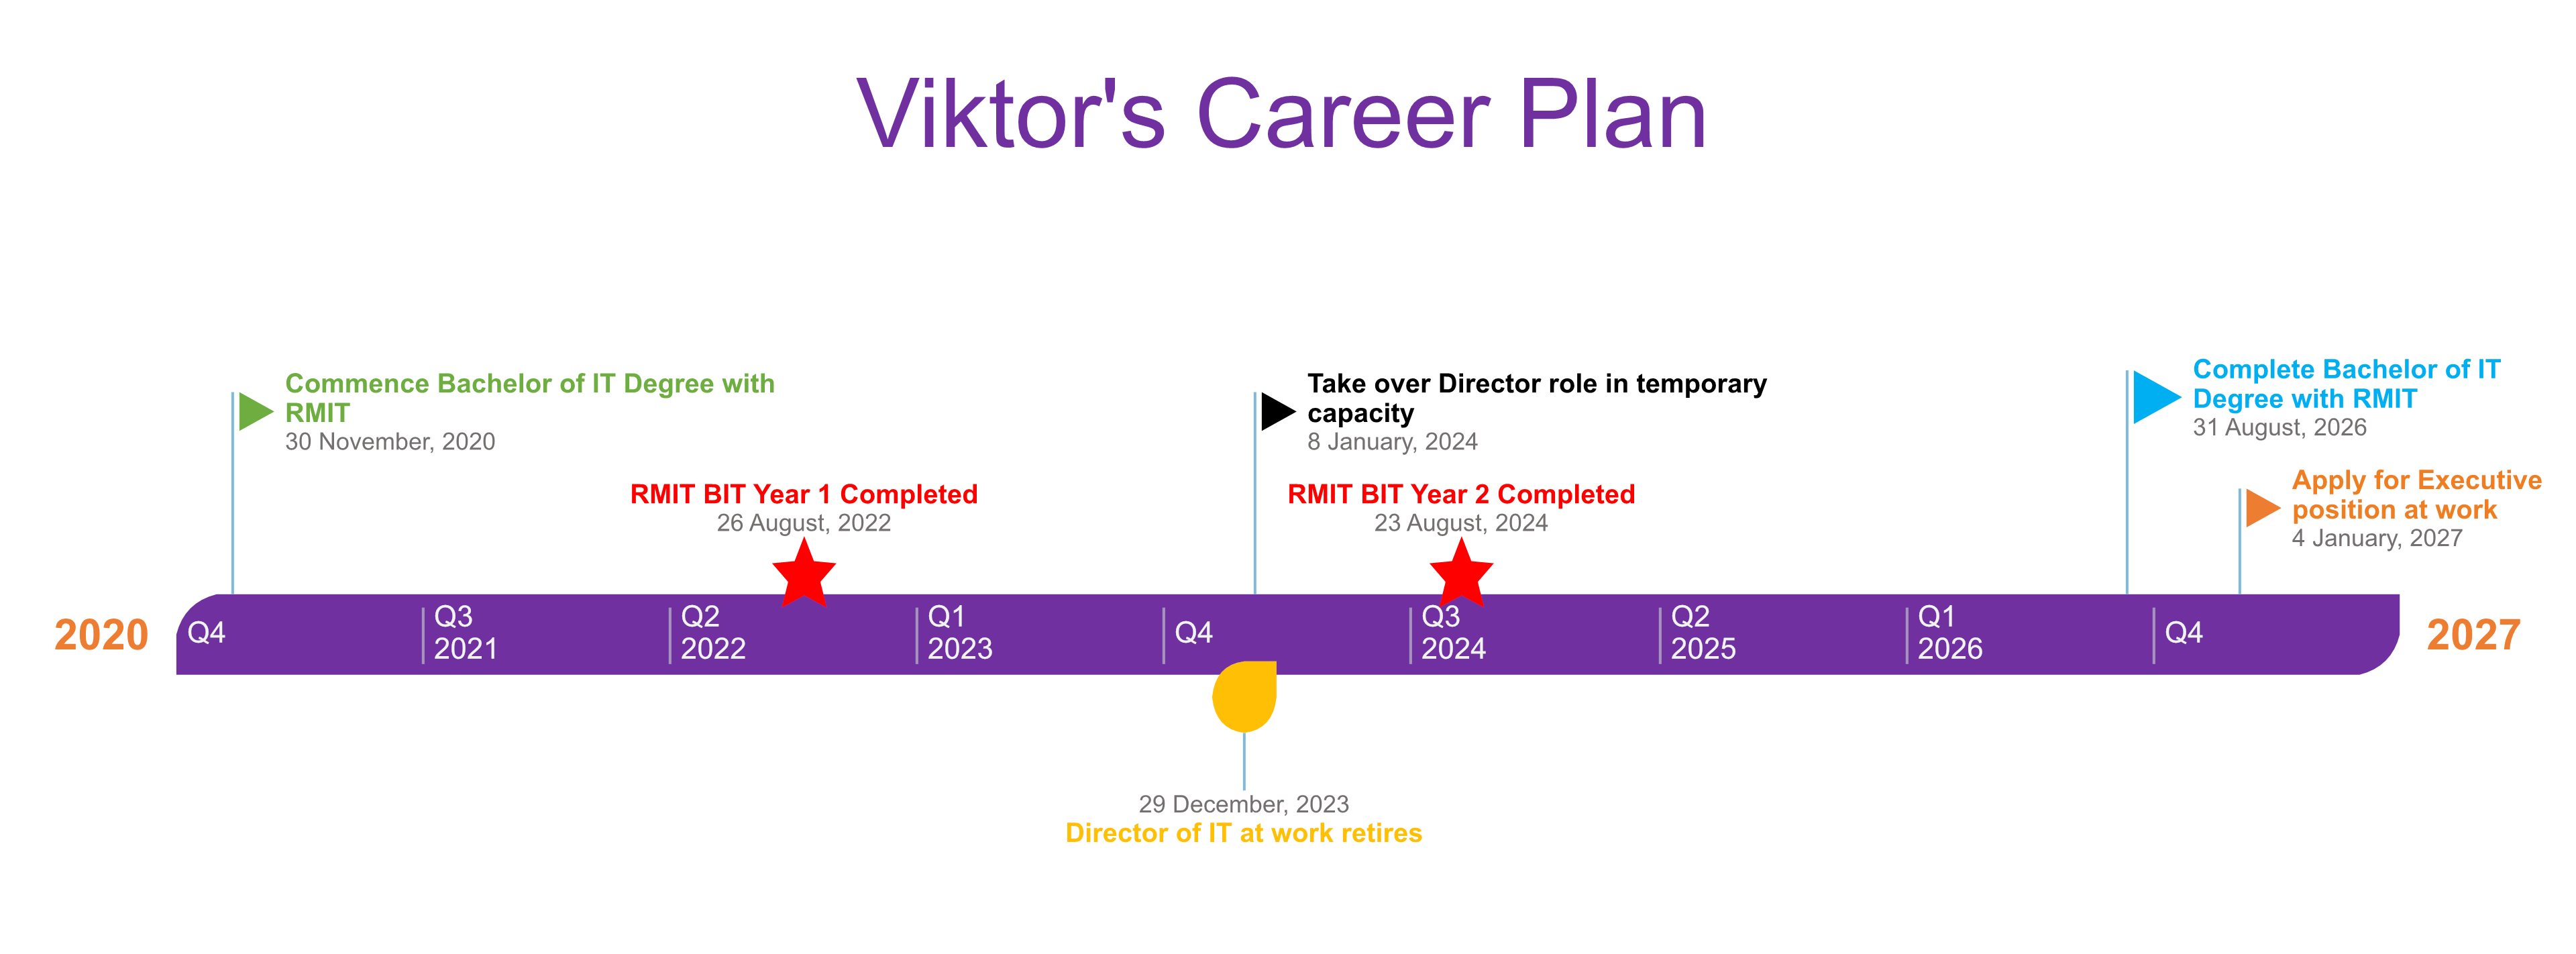 Viktor's Career Plan
Commence Bachelor of IT Degree with
RMIT
30 November, 2020
Take over Director role in temporary
capacity
8 January, 2024
Complete Bachelor of IT
Degree with RMIT
31 August, 2026
RMIT BIT Year 1 Completed
26 August, 2022
RMIT BIT Year 2 Completed
23 August, 2024
Apply for Executive
position at work
4 January, 2027
2020
Q4
Q3
2021
Q2
2022
Q1
2023
Q4
Q3
2024
Q2
2025
Q1
2026
Q4
2027
29 December, 2023
Director of IT at work retires